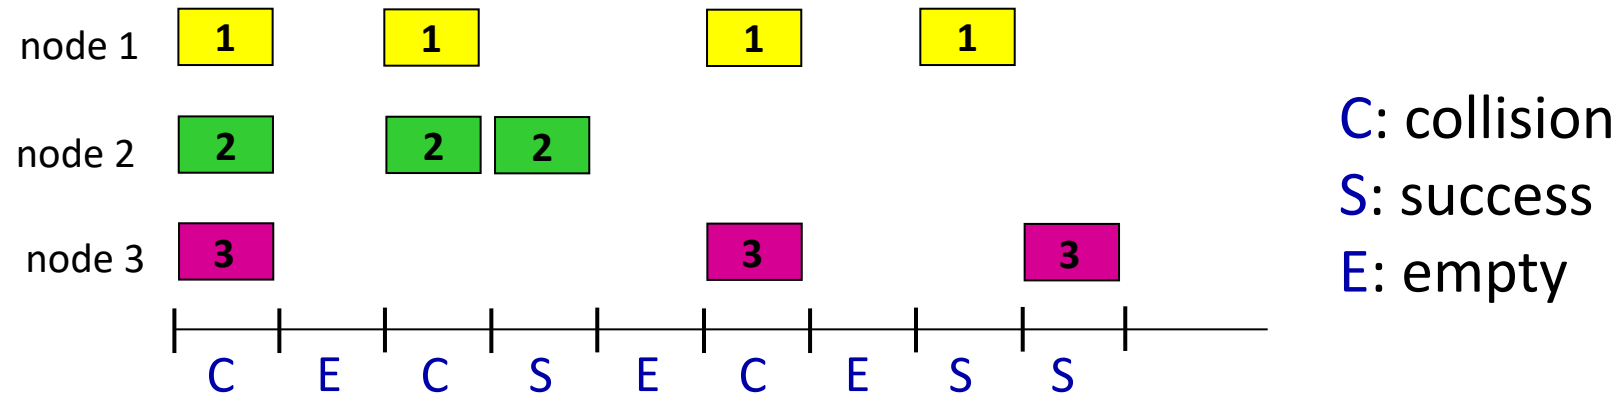 node 1 1 1 1 1
node 2 2 2 2
node 3 3 3 3
C E C S E C E S S
C: collision
S: success
E: empty